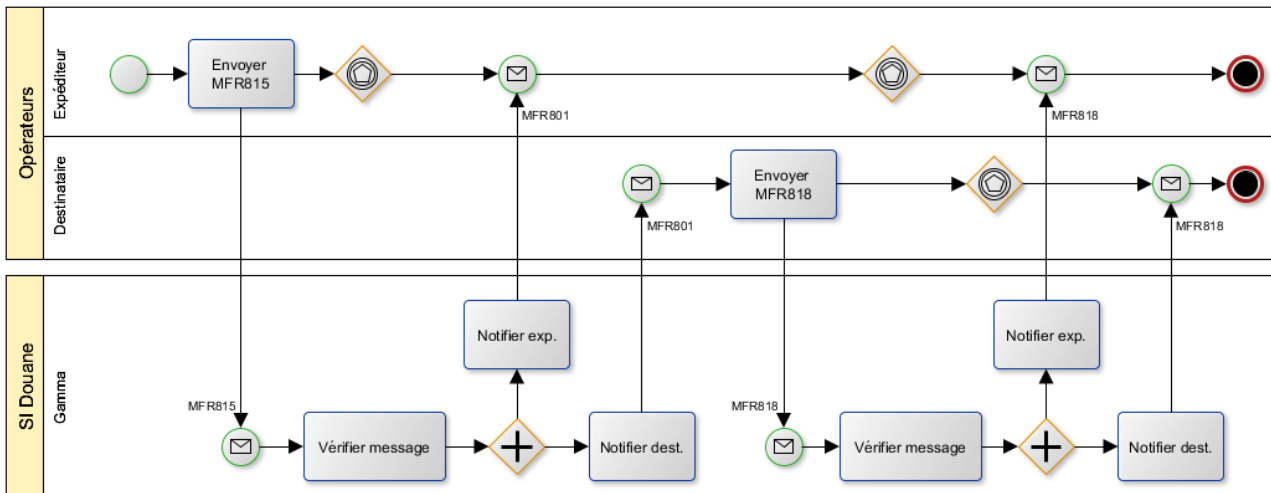 Opérateurs
Expéditeur
Envoyer
MFR815
MFR801
MFR818
Destinataire
Envoyer
MFR818
MFR801
MFR818
SI Douane
Gamma
Notifier exp.
Notifier exp.
MFR815
MFR818
Vérifier message
Notifier dest.
Vérifier message
Notifier dest.